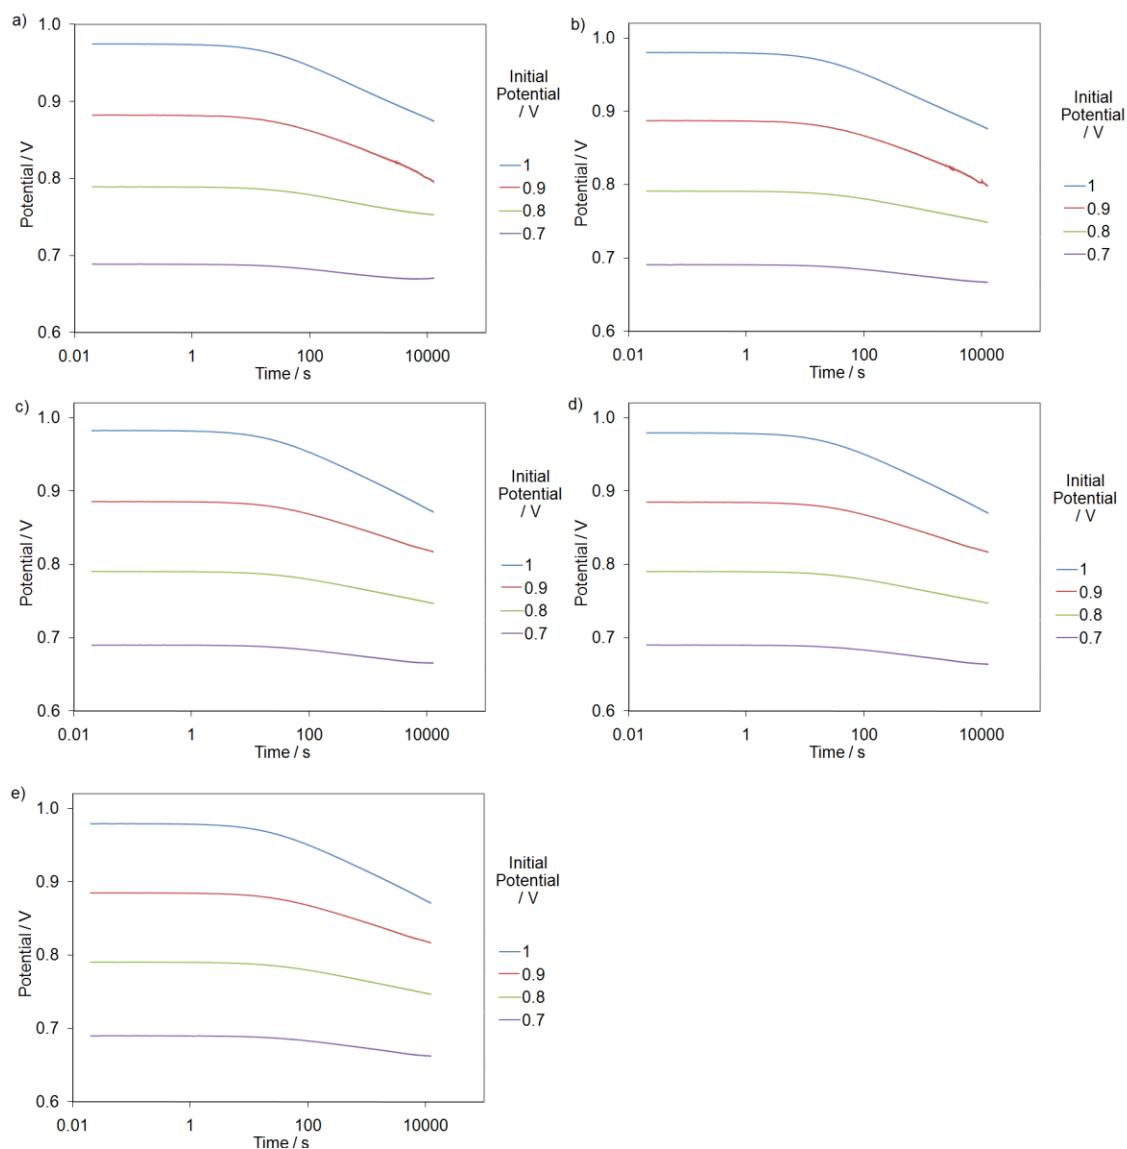 a)
1.0
0.9
0.8
0.7
0.6
Potential / V
0.01
1
100
10000
Time / s
Initial
Potential
/ V
1
0.9
0.8
0.7
b)
1.0
0.9
0.8
0.7
0.6
Potential / V
0.01
1
100
10000
Time / s
Initial
Potential
/ V
1
0.9
0.8
0.7
c)
1.0
0.9
0.8
0.7
0.6
Potential / V
0.01
1
100
10000
Time / s
Initial
Potential
/ V
1
0.9
0.8
0.7
d)
1.0
0.9
0.8
0.7
0.6
Potential / V
0.01
1
100
10000
Time / s
Initial
Potential
/ V
1
0.9
0.8
0.7
e)
1.0
0.9
0.8
0.7
0.6
Potential / V
0.01
1
100
10000
Time / s
Initial
Potential
/ V
1
0.9
0.8
0.7